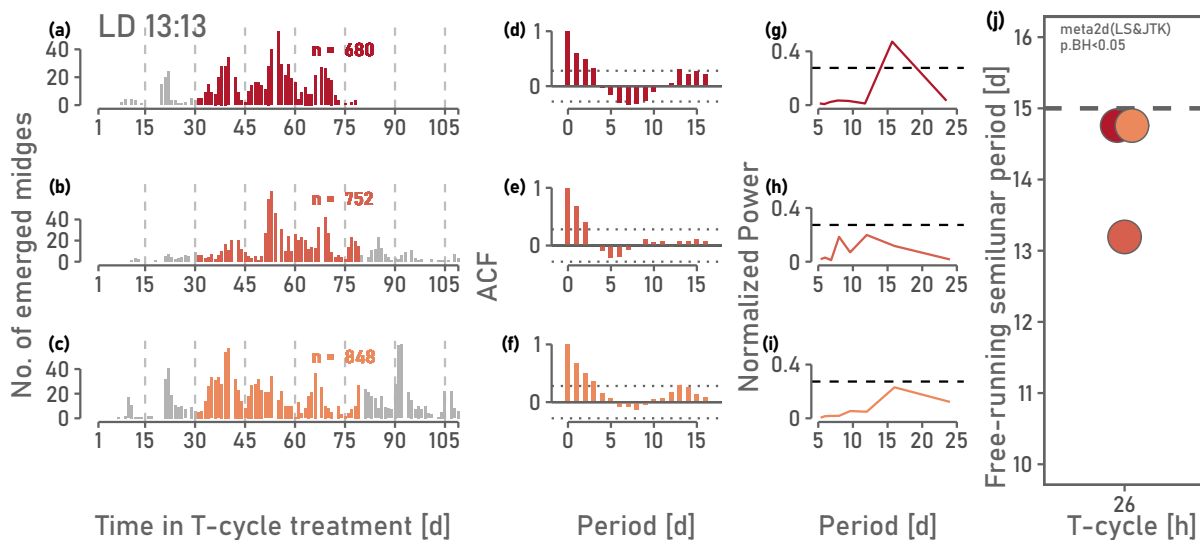 LD 13:13
No. of emerged midges
(a)
n = 680
40
20
0
1 15 30 45 60 75 90 105
(b)
n = 752
40
20
0
1 15 30 45 60 75 90 105
(c)
n = 848
40
20
0
1 15 30 45 60 75 90 105
Time in T-cycle treatment [d]
ACF
(d)
1
0
0 5 10 15
(e)
1
0
0 5 10 15
(f)
1
0
0 5 10 15
Period [d]
Normalized Power
(g)
0.4
0
5 10 15 20 25
(h)
0.4
0
5 10 15 20 25
(i)
0.4
0
5 10 15 20 25
Period [d]
(j)
Free-running semilunar period [d]
meta2d(LS&JTK)
p.BH<0.05
16
15
14
13
12
11
10
26
T-cycle [h]